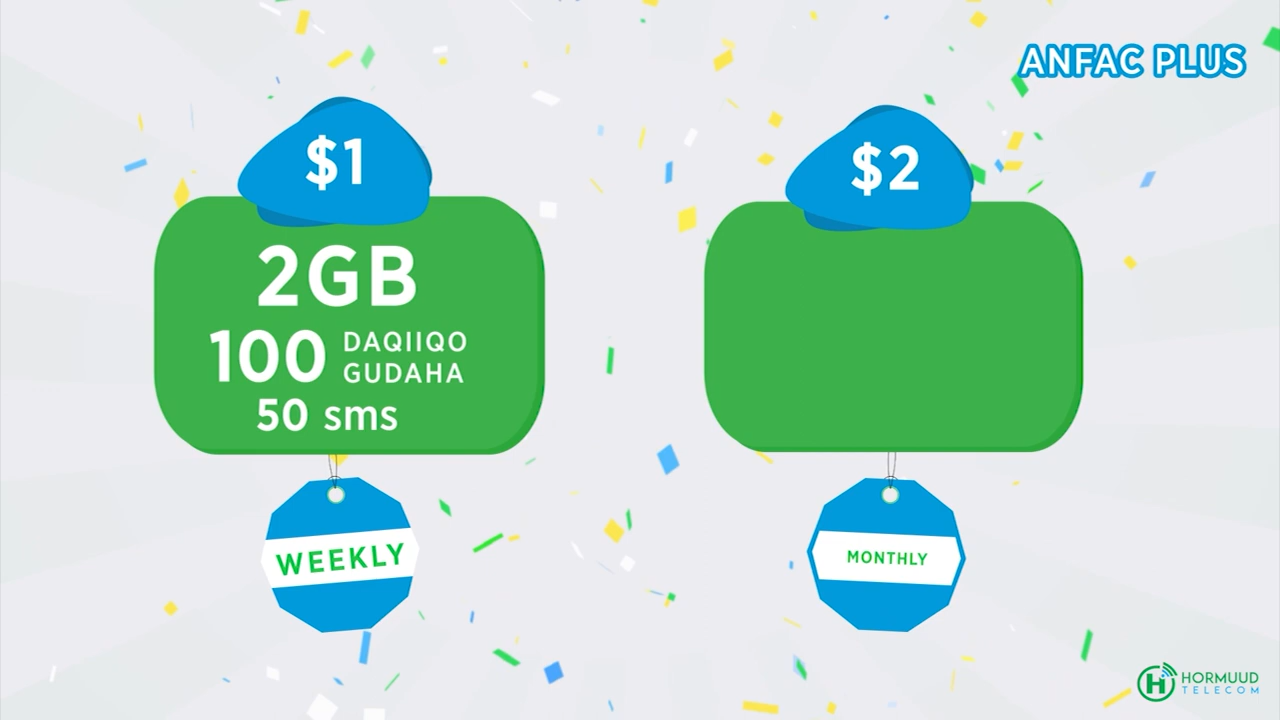 ANFAC PLUS
$1
2GB
100 DAQIIQO
GUDAHA
50 sms
WEEKLY
$2
MONTHLY
HORMUUD
TELECOM